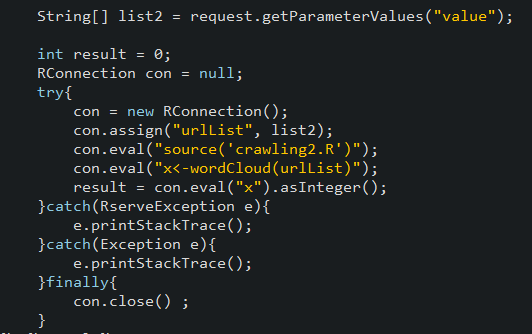 String[] list2 = request.getParameterValues("value");
int result = 0;
RConnection con = null;
try{
con = new RConnection();
con.assign("urlList", list2);
con.eval("source('crawling2.R')");
con.eval("x<-wordCloud(urlList)");
result = con.eval("x").asInteger();
}catch(RserveException e){
e.printStackTrace();
}catch(Exception e){
e.printStackTrace();
}finally{
con.close() ;
}